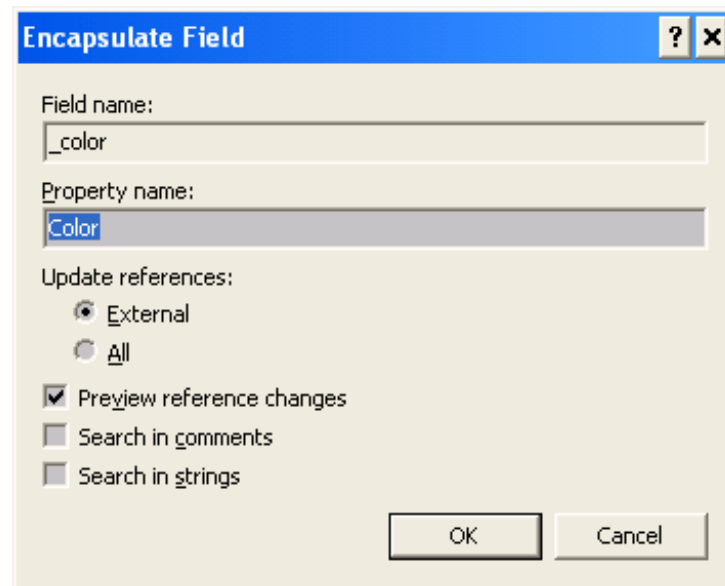 Encapsulate Field
Field name:
_color
Property name:
Color
Update references:
External
All
Preview reference changes
Search in comments
Search in strings
OK Cancel